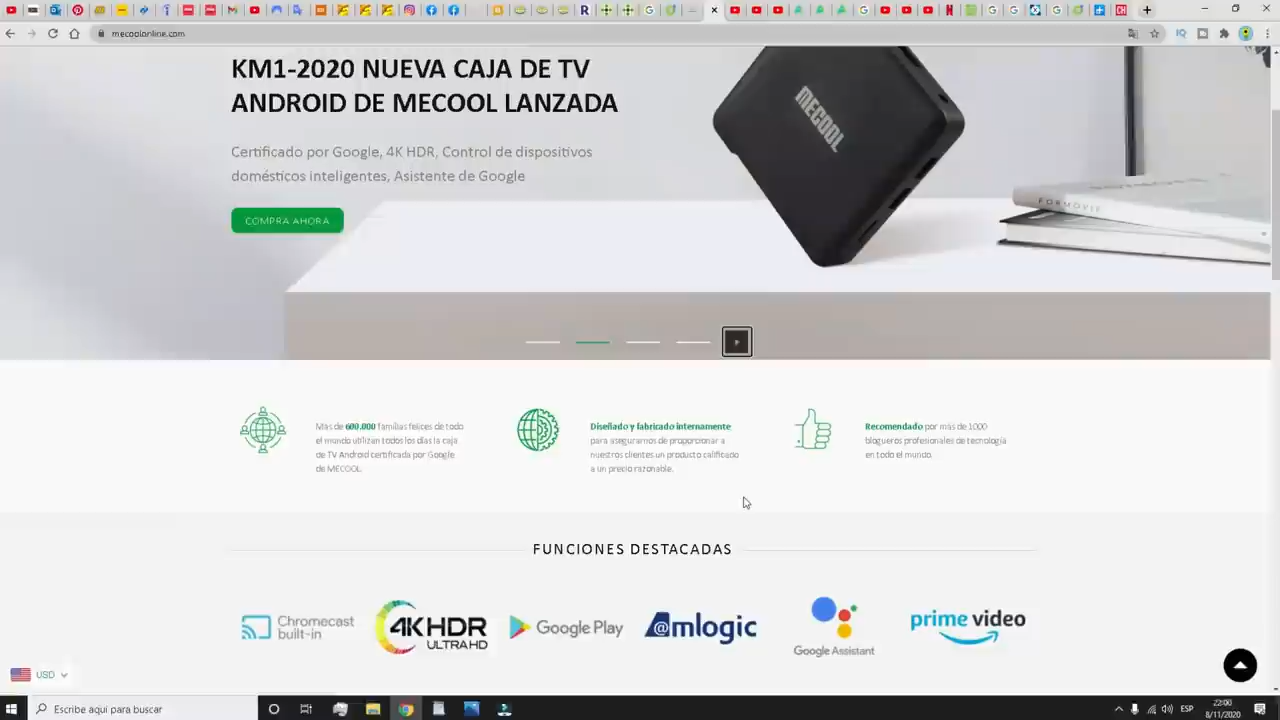 mecoolonline.com
KM1-2020 NUEVA CAJA DE TV
ANDROID DE MECOOL LANZADA
MECOOL
FORMOVIE
Certificado por Google, 4K HDR, Control de dispositivos
domésticos inteligentes, Asistente de Google
COMPRA AHORA
Más de 600.000 familias felices de todo
el mundo utilizan todos los días la caja
de TV Android certificada por Google
de MECOOL.
Diseñado y fabricado internamente
para asegurarnos de proporcionar a
nuestros clientes un producto calificado
a un precio razonable.
Recomendado por más de 1000
blogueros profesionales de tecnología
en todo el mundo.
FUNCIONES DESTACADAS
Chromecast
built-in
4K HDR
ULTRA HD
Google Play
@mlogic
Google Assistant
prime video
USD
Escribe aquí para buscar
ESP
22:00
8/11/2020